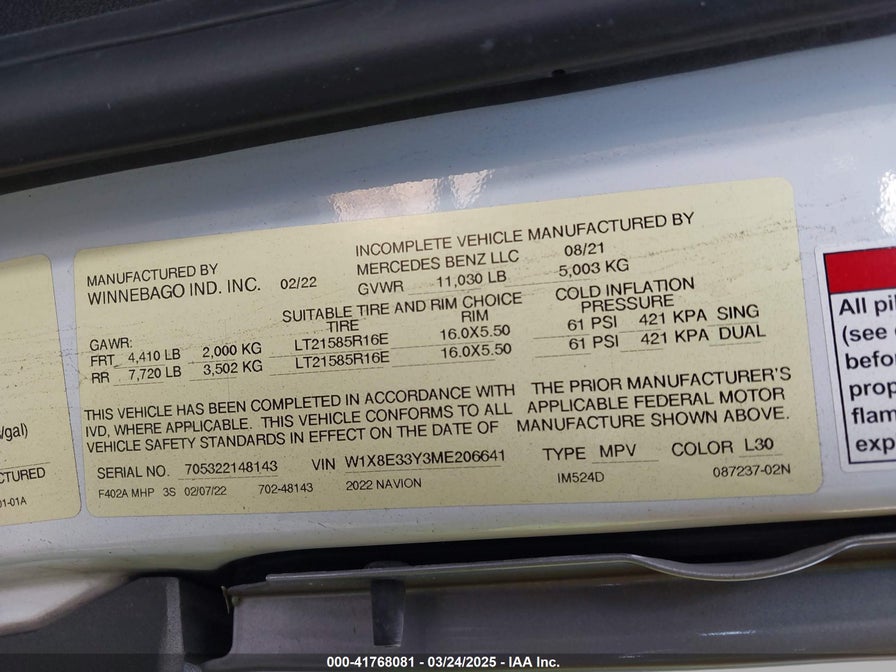 MANUFACTURED BY
WINNEBAGO IND. INC. 02/22
INCOMPLETE VEHICLE MANUFACTURED BY
MERCEDES BENZ LLC 08/21
GVWR 11,030 LB 5,003 KG
SUITABLE TIRE AND RIM CHOICE
TIRE RIM
COLD INFLATION
PRESSURE
GAWR:
FRT 4,410 LB 2,000 KG LT21585R16E 16.0X5.50 61 PSI 421 KPA SING
RR 7,720 LB 3,502 KG LT21585R16E 16.0X5.50 61 PSI 421 KPA DUAL
THIS VEHICLE HAS BEEN COMPLETED IN ACCORDANCE WITH THE PRIOR MANUFACTURER'S
IVD, WHERE APPLICABLE. THIS VEHICLE CONFORMS TO ALL APPLICABLE FEDERAL MOTOR
VEHICLE SAFETY STANDARDS IN EFFECT ON THE DATE OF MANUFACTURE SHOWN ABOVE.
SERIAL NO. 705322148143 VIN W1X8E33Y3ME206641 TYPE MPV COLOR L30
F402A MHP 3S 02/07/22 702-48143 2022 NAVION IM524D 087237-02N
/gal)
CTURED
01-01A
All pi
(see
befo
prop
flam
exp
000-41768081 - 03/24/2025 - IAA Inc.